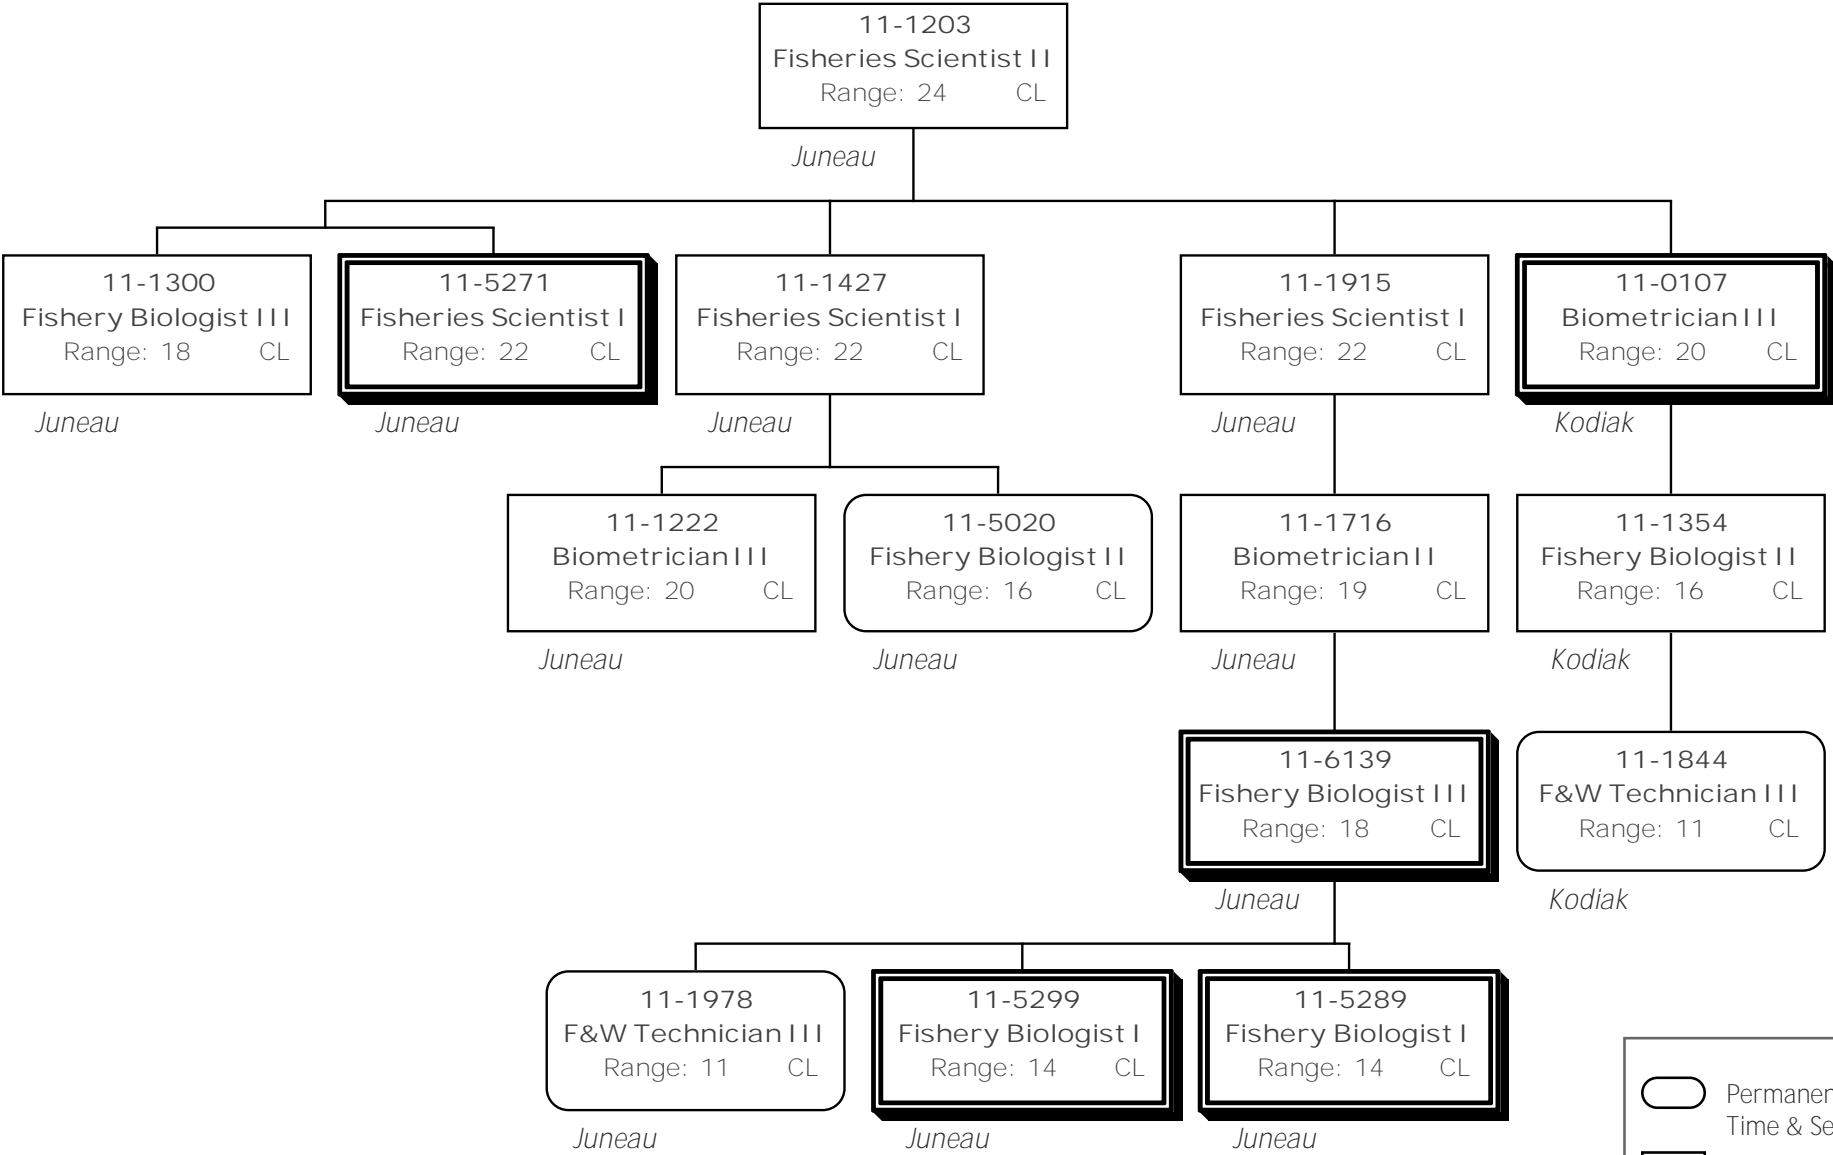 11-1203
Fisheries Scientist II
Range: 24 CL
Juneau
11-1300
Fishery Biologist III
Range: 18 CL
Juneau
11-5271
Fisheries Scientist I
Range: 22 CL
Juneau
11-1427
Fisheries Scientist I
Range: 22 CL
Juneau
11-1915
Fisheries Scientist I
Range: 22 CL
Juneau
11-0107
Biometrician III
Range: 20 CL
Kodiak
11-1222
Biometrician III
Range: 20 CL
Juneau
11-5020
Fishery Biologist II
Range: 16 CL
Juneau
11-1716
Biometrician II
Range: 19 CL
Juneau
11-1354
Fishery Biologist II
Range: 16 CL
Kodiak
11-6139
Fishery Biologist III
Range: 18 CL
Juneau
11-1844
F&W Technician III
Range: 11 CL
Kodiak
11-1978
F&W Technician III
Range: 11 CL
Juneau
11-5299
Fishery Biologist I
Range: 14 CL
Juneau
11-5289
Fishery Biologist I
Range: 14 CL
Juneau
Time &